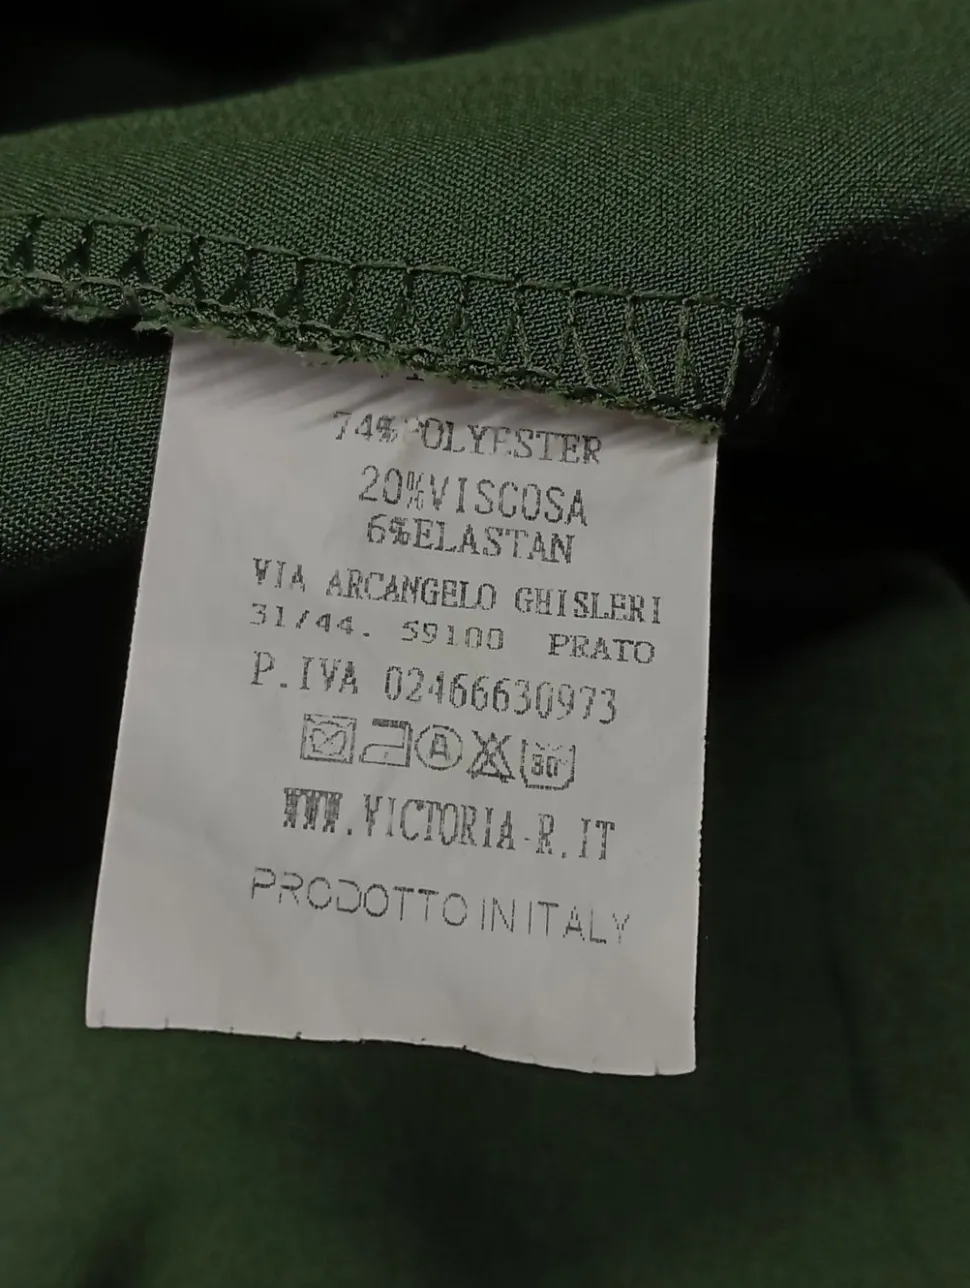 74% POLYESTER
20%VISCOSA
6%ELASTAN
VIA ARCANGELO GHISLERI
31/44. 59100 PRATO
P.IVA 02466630973
A 30°
WWW.VICTORIA-R.IT
PRODOTTO IN ITALY